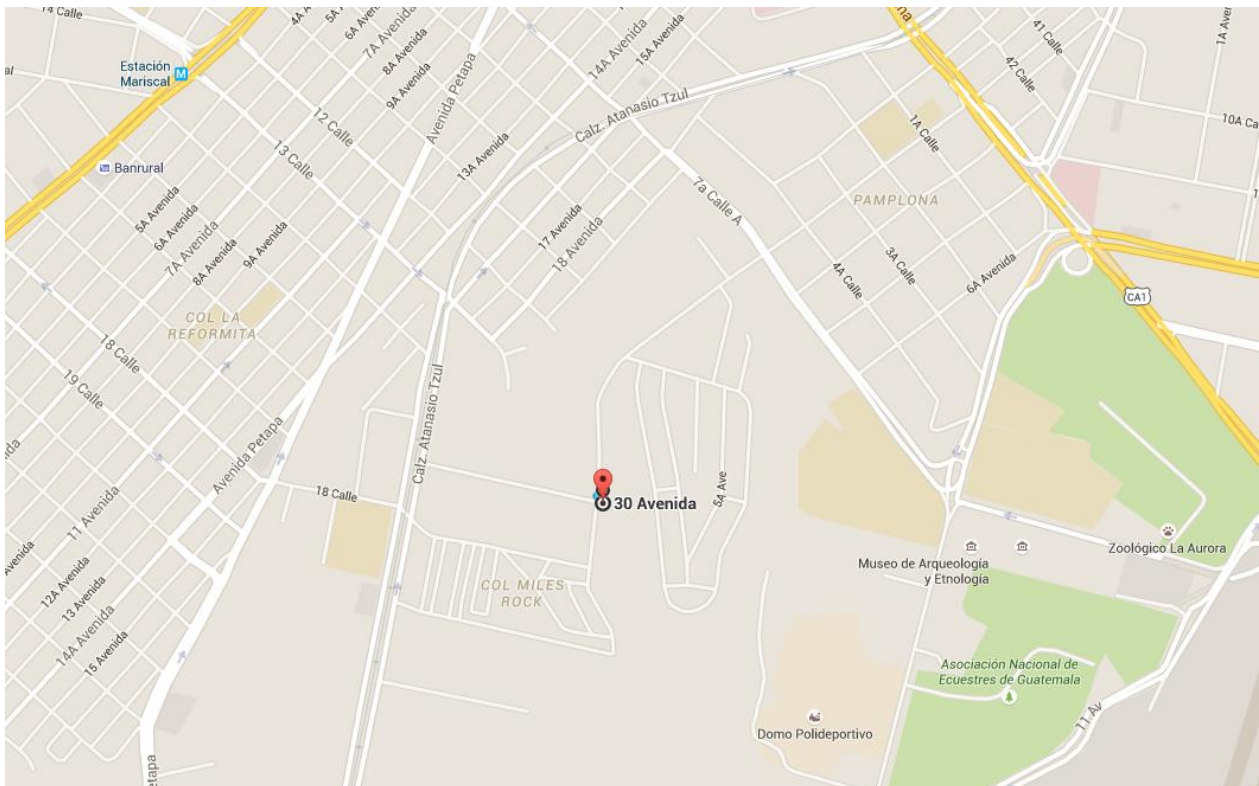 14 Calle
4A Avenida
5A
6A Avenida
7A Avenida
8A Avenida
9A Avenida
14A Avenida
15A Avenida
41 Calle
42 Calle
1A Avenida
Estación
Mariscal
M
Avenida Petapa
Calz. Atanasio Tzul
12 Calle
13 Calle
13A Avenida
1A Calle
10A Ca
Banrural
7a Calle A
PAMPLONA
5A Avenida
6A Avenida
7A Avenida
8A Avenida
9A Avenida
17 Avenida
18 Avenida
4A Calle
3A Calle
6A Avenida
CA1
COL LA
REFORMITA
18 Calle
19 Calle
Calz. Atanasio Tzul
Avenida Petapa
18 Calle
5A Ave
30 Avenida
11 Avenida
Zoológico La Aurora
Museo de Arqueología
y Etnología
Avenida
12A Avenida
13 Avenida
14A Avenida
15 Avenida
COL MILES
ROCK
Asociación Nacional de
Ecuestres de Guatemala
11 Av
Domo Polideportivo
etapa